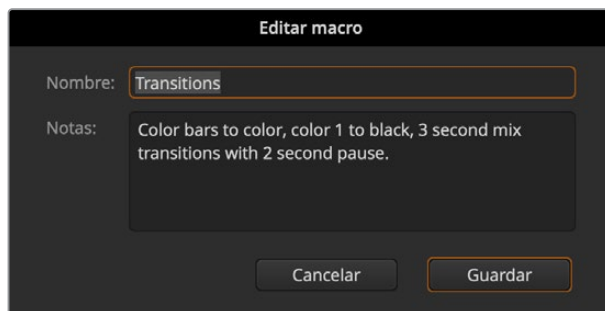 Editar macro
Nombre: Transitions
Notas: Color bars to color, color 1 to black, 3 second mix
transitions with 2 second pause.
Cancelar Guardar